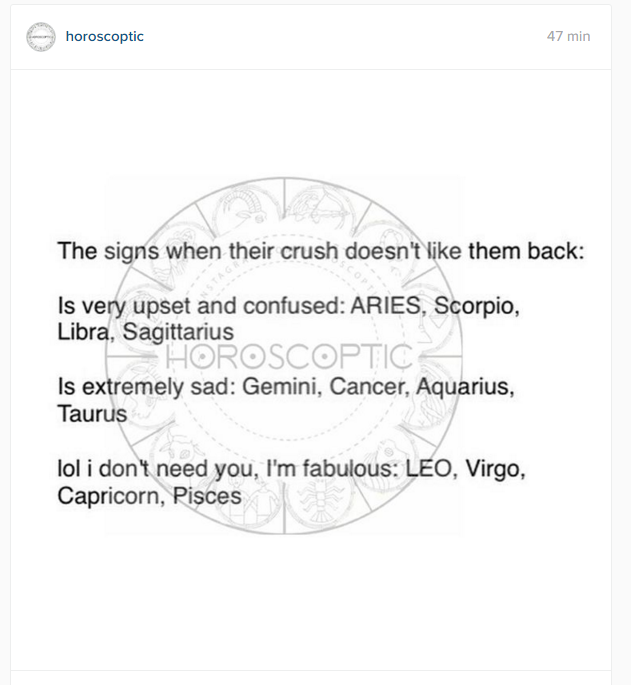 horoscoptic
47 min
The signs when their crush doesn't like them back:
Is very upset and confused: ARIES, Scorpio,
Libra, Sagittarius
HOROSCOPTIC
Is extremely sad: Gemini, Cancer, Aquarius,
Taurus
lol i don't need you, I'm fabulous: LEO, Virgo,
Capricorn, Pisces